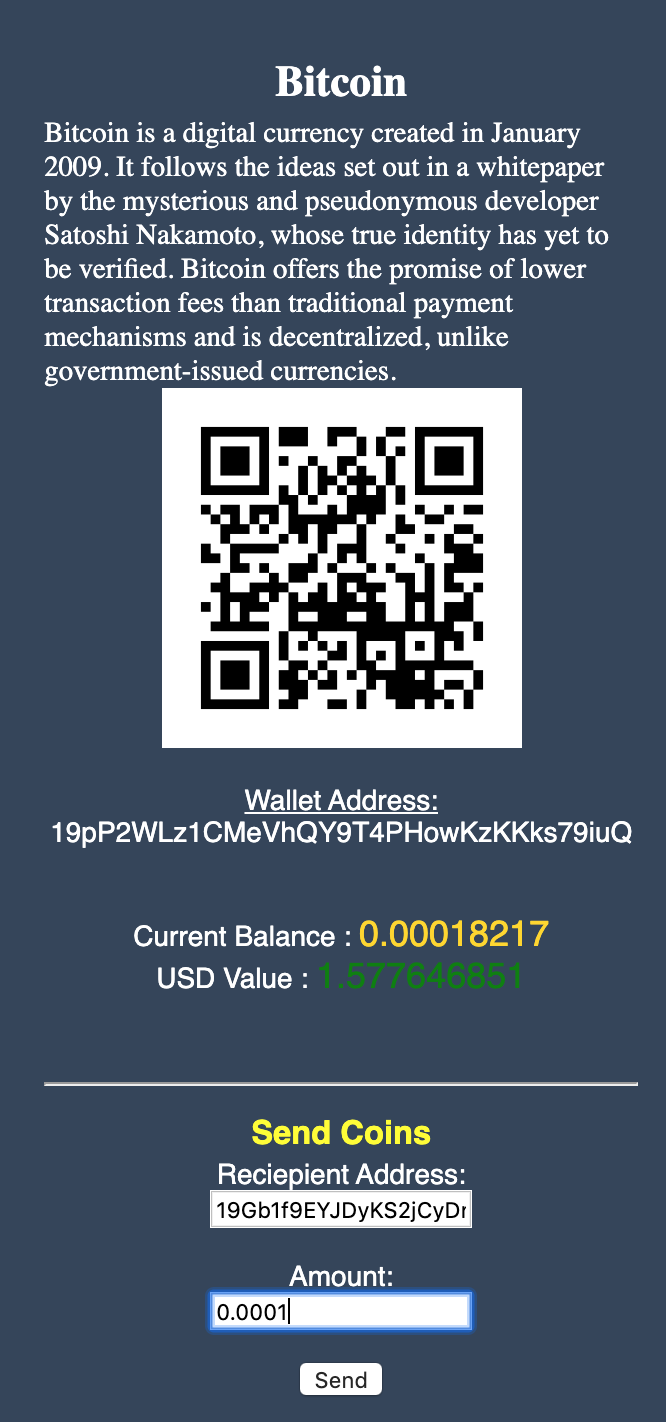 Bitcoin
Bitcoin is a digital currency created in January
2009. It follows the ideas set out in a whitepaper
by the mysterious and pseudonymous developer
Satoshi Nakamoto, whose true identity has yet to
be verified. Bitcoin offers the promise of lower
transaction fees than traditional payment
mechanisms and is decentralized, unlike
government-issued currencies.
Wallet Address:
19pP2WLz1CMeVhQY9T4PHowKzKKks79iuQ
Current Balance : 0.00018217
USD Value : 1.577646851
Send Coins
Reciepient Address:
19Gb1f9EYJDyKS2jCyDr
Amount:
0.0001
Send